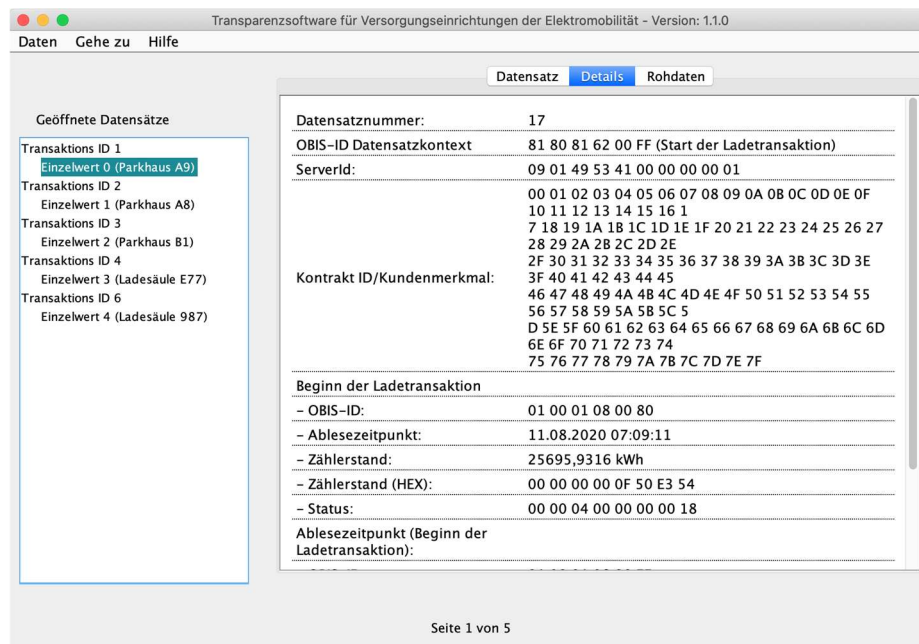 Transparenzsoftware für Versorgungseinrichtungen der Elektromobilität - Version: 1.1.0
Daten Gehe zu Hilfe
Datensatz Details Rohdaten
Geöffnete Datensätze
Transaktions ID 1
Einzelwert 0 (Parkhaus A9)
Transaktions ID 2
Einzelwert 1 (Parkhaus A8)
Transaktions ID 3
Einzelwert 2 (Parkhaus B1)
Transaktions ID 4
Einzelwert 3 (Ladesäule E77)
Transaktions ID 6
Einzelwert 4 (Ladesäule 987)
Datensatznummer: 17
OBIS-ID Datensatzkontext 81 80 81 62 00 FF (Start der Ladetransaktion)
ServerId: 09 01 49 53 41 00 00 00 00 01
Kontrakt ID/Kundenmerkmal:
00 01 02 03 04 05 06 07 08 09 0A 0B 0C 0D 0E 0F
10 11 12 13 14 15 16 1
7 18 19 1A 1B 1C 1D 1E 1F 20 21 22 23 24 25 26 27
28 29 2A 2B 2C 2D 2E
2F 30 31 32 33 34 35 36 37 38 39 3A 3B 3C 3D 3E
3F 40 41 42 43 44 45
46 47 48 49 4A 4B 4C 4D 4E 4F 50 51 52 53 54 55
56 57 58 59 5A 5B 5C 5
D 5E 5F 60 61 62 63 64 65 66 67 68 69 6A 6B 6C 6D
6E 6F 70 71 72 73 74
75 76 77 78 79 7A 7B 7C 7D 7E 7F
Beginn der Ladetransaktion
- OBIS-ID: 01 00 01 08 00 80
- Ablesezeitpunkt: 11.08.2020 07:09:11
- Zählerstand: 25695,9316 kWh
- Zählerstand (HEX): 00 00 00 00 0F 50 E3 54
- Status: 00 00 04 00 00 00 00 18
Ablesezeitpunkt (Beginn der
Ladetransaktion):
Seite 1 von 5